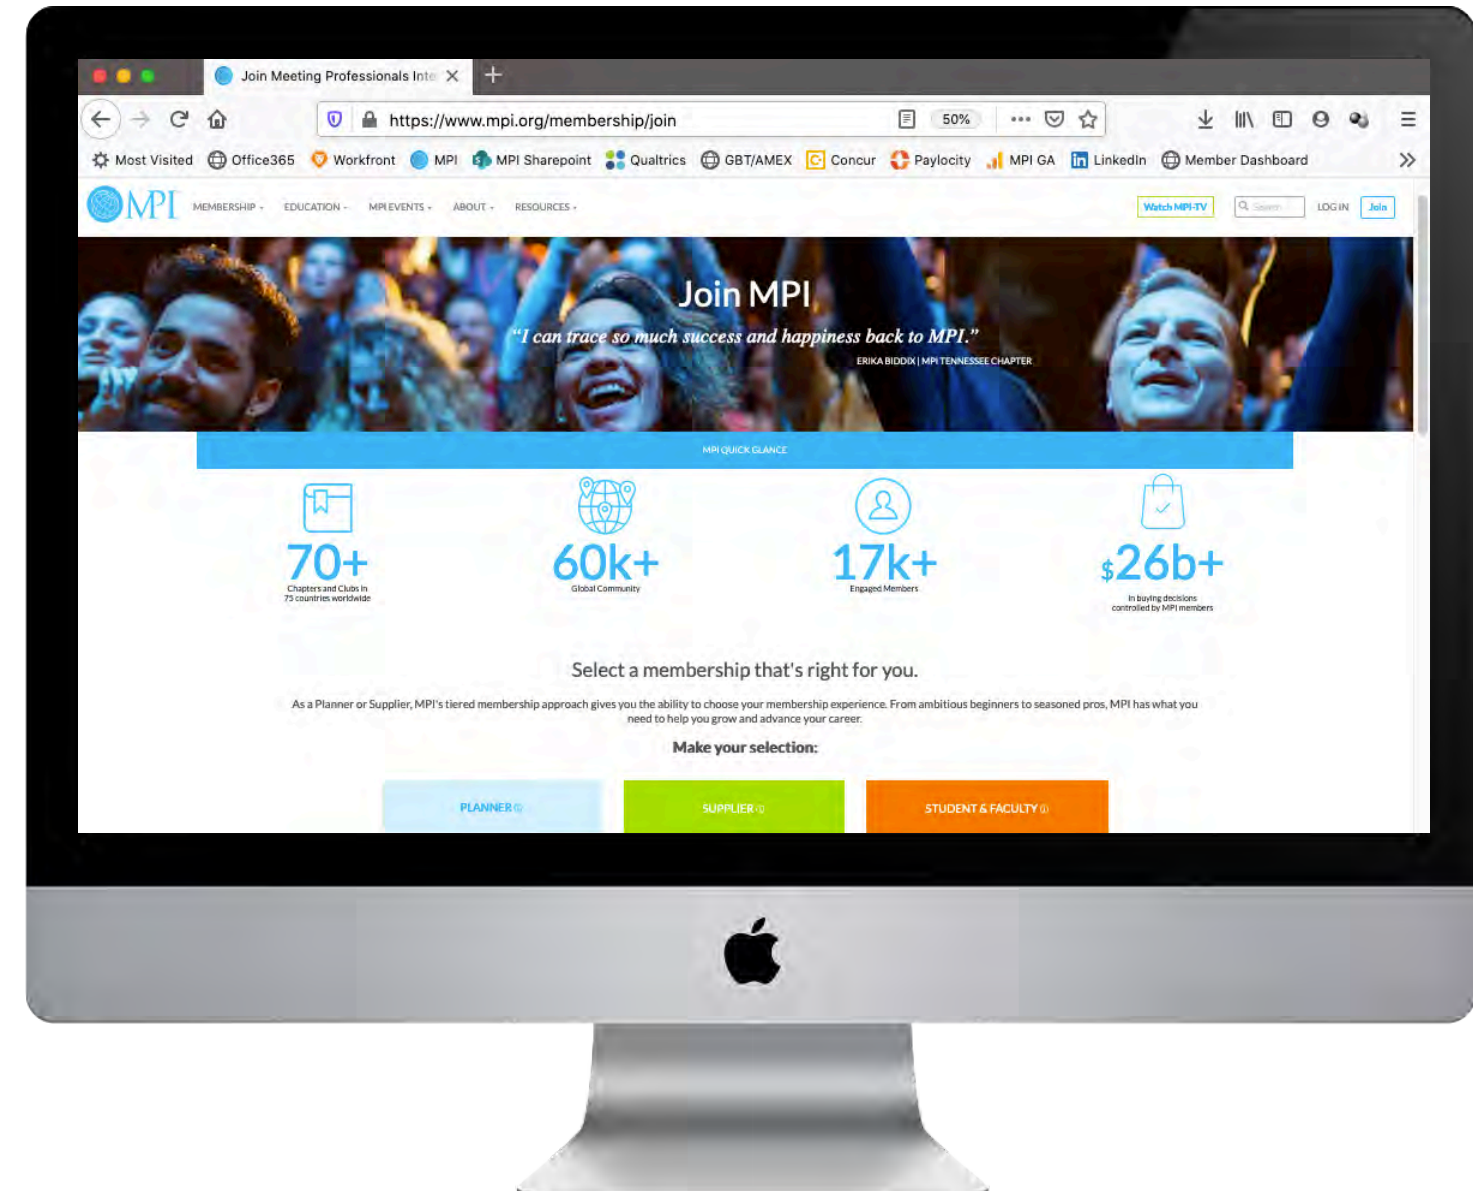 Join Meeting Professionals Inte
https://www.mpi.org/membership/join
50%
Most Visited Office365 Workfront MPI MPI Sharepoint Qualtrics GBT/AMEX Concur Paylocity MPI GA LinkedIn Member Dashboard
MPI MEMBERSHIP EDUCATION MPI EVENTS ABOUT RESOURCES Watch MPI-TV Search LOG IN Join
Join MPI
“I can trace so much success and happiness back to MPI.”
ERIKA BIDDIX | MPI TENNESSEE CHAPTER
MPI QUICK GLANCE
70+ 60k+ 17k+ $26b+
Chapters and Clubs in
75 countries worldwide
Global Community
Engaged Members
In buying decisions
controlled by MPI members
Select a membership that's right for you.
As a Planner or Supplier, MPI's tiered membership approach gives you the ability to choose your membership experience. From ambitious beginners to seasoned pros, MPI has what you
need to help you grow and advance your career.
Make your selection:
PLANNER SUPPLIER STUDENT & FACULTY